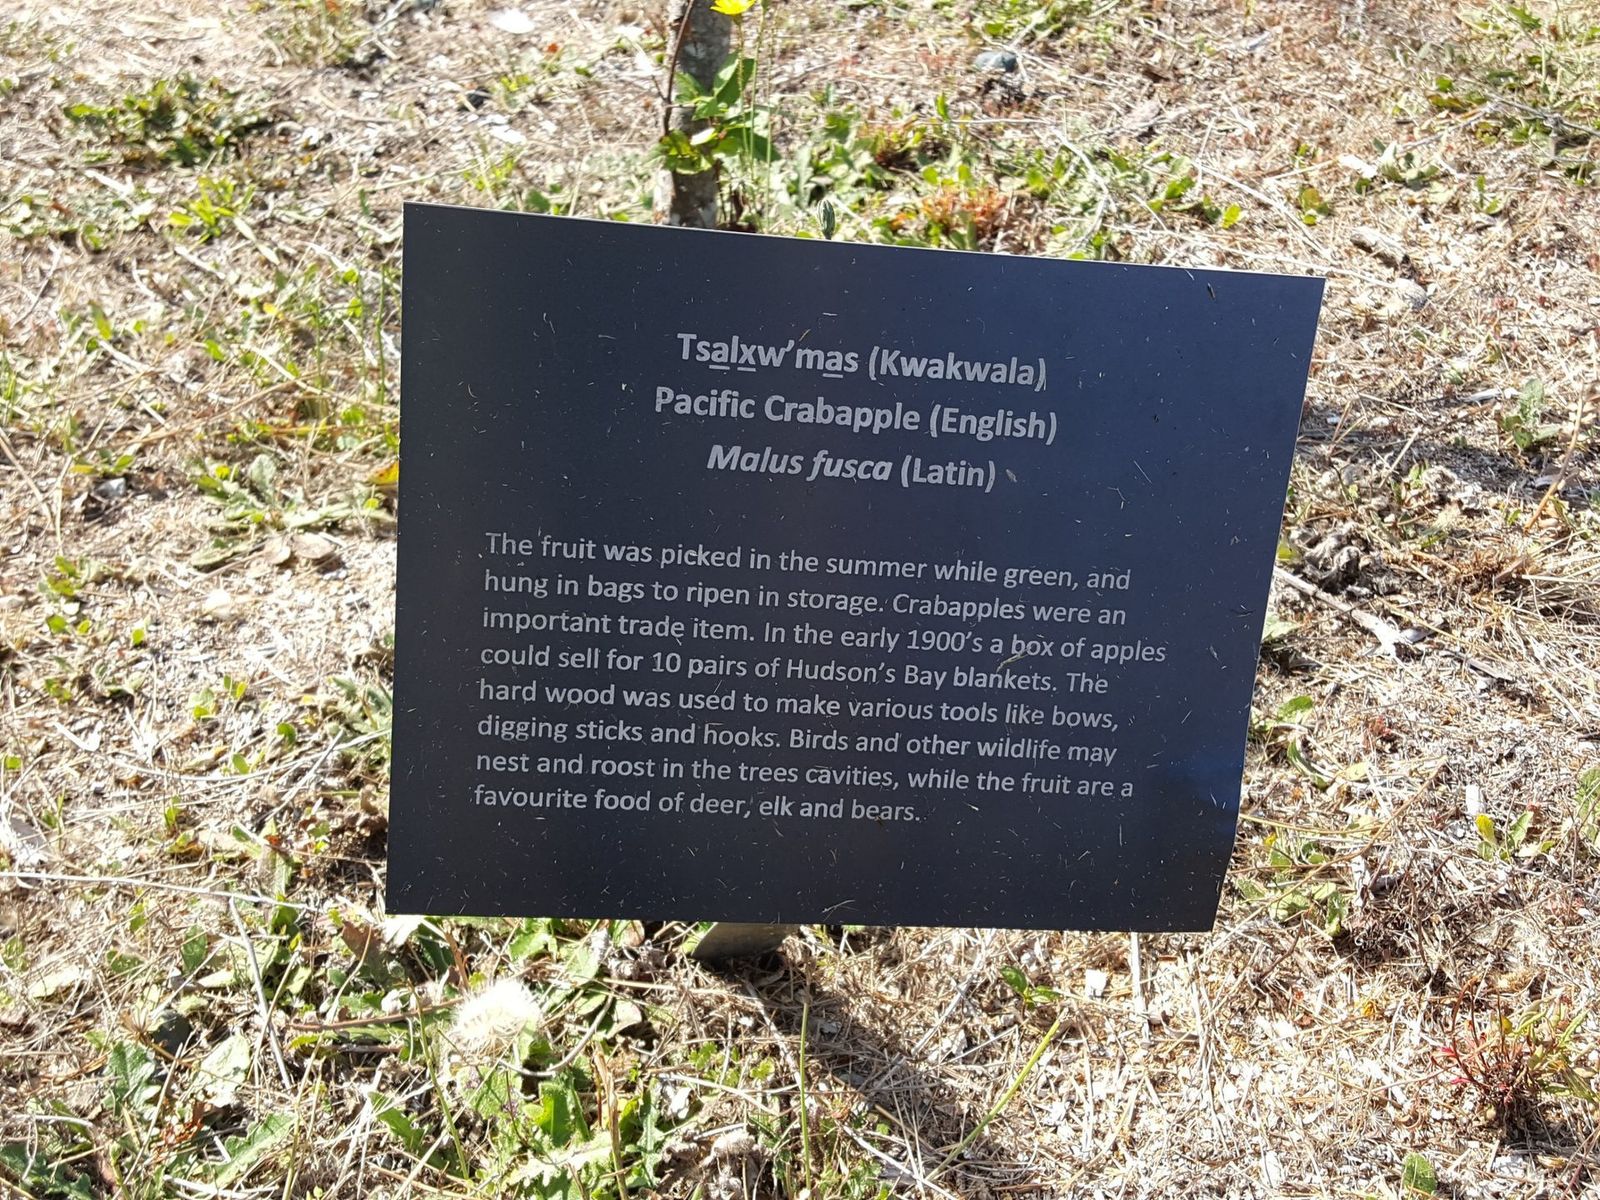 Tsa̱lx̱w'ma̱s (Kwakwala)
Pacific Crabapple (English)
Malus fusca (Latin)
The fruit was picked in the summer while green, and
hung in bags to ripen in storage. Crabapples were an
important trade item. In the early 1900's a box of apples
could sell for 10 pairs of Hudson's Bay blankets. The
hard wood was used to make various tools like bows,
digging sticks and hooks. Birds and other wildlife may
nest and roost in the trees cavities, while the fruit are a
favourite food of deer, elk and bears.